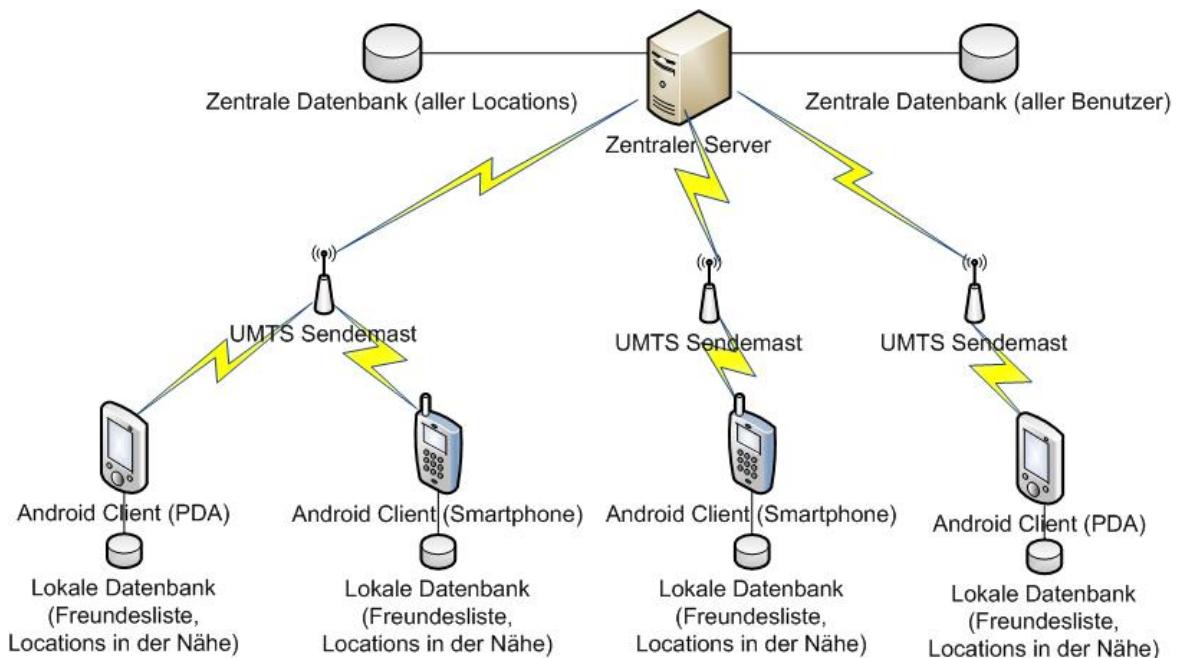 Zentrale Datenbank (aller Locations)
Zentrale Datenbank (aller Benutzer)
Zentraler Server
UMTS Sendemast
UMTS Sendemast
UMTS Sendemast
Android Client (PDA)
Android Client (Smartphone)
Android Client (Smartphone)
Android Client (PDA)
Lokale Datenbank
(Freundesliste,
Locations in der Nähe)
Lokale Datenbank
(Freundesliste,
Locations in der Nähe)
Lokale Datenbank
(Freundesliste,
Locations in der Nähe)
Lokale Datenbank
(Freundesliste,
Locations in der Nähe)